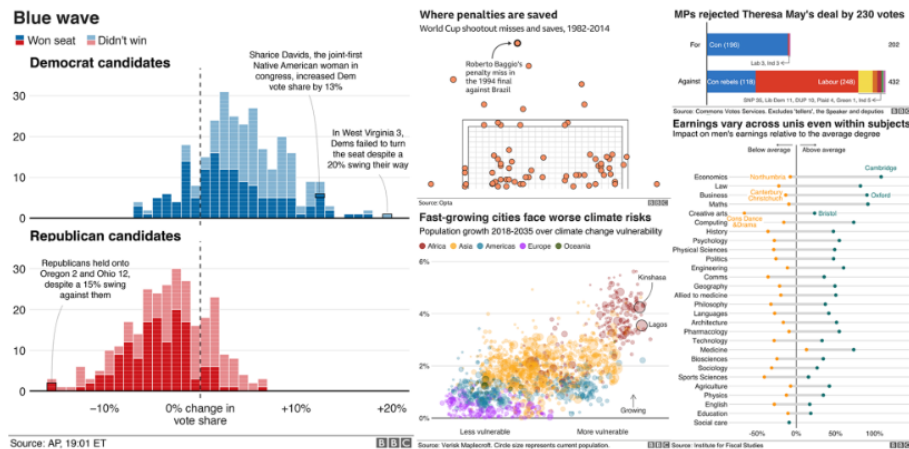 Blue wave
Won seat
Didn't win
Democrat candidates
Sharice Davids, the joint-first
Native American woman in
congress, increased Dem
vote share by 13%
In West Virginia 3,
Dems failed to turn
the seat despite a
20% swing their way
30
20
10
0
Republican candidates
Republicans held onto
Oregon 2 and Ohio 12,
despite a 15% swing
against them
30
20
10
0
−10%
0% change in
vote share
+10%
+20%
Source: AP, 19:01 ET
BBC
Where penalties are saved
World Cup shootout misses and saves, 1982-2014
Roberto Baggio's
penalty miss in
the 1994 final
against Brazil
Source: Opta
BBC
Fast-growing cities face worse climate risks
Population growth 2018-2035 over climate change vulnerability
Africa
Asia
Americas
Europe
Oceania
6%
4%
2%
0%
Kinshasa
Lagos
Growing
Less vulnerable
More vulnerable
Source: Verisk Maplecroft. Circle size represents current population.
BBC
MPs rejected Theresa May's deal by 230 votes
For
Con (196)
202
Lab 3, Ind 3
Against
Con rebels (118)
Labour (248)
432
SNP 35, Lib Dem 11, DUP 10, Plaid 4, Green 1, Ind 5
Source: Commons Votes Services. Excludes 'tellers', the Speaker and deputies
BBC
Earnings vary across unis even within subjects
Impact on men's earnings relative to the average degree
Below average
Above average
Cambridge
Economics
Northumbria
Law
Business
Canterbury
Christchuch
Oxford
Maths
Creative arts
Bristol
Computing
Conia Dance
&Drama
History
Psychology
Physical Sciences
Politics
Engineering
Comms
Geography
Allied to medicine
Philosophy
Languages
Architecture
Pharmacology
Technology
Medicine
Biosciences
Sociology
Sports Sciences
Agriculture
Physics
English
Education
Social care
-50%
0%
50%
100%
Source: Institute for Fiscal Studies
BBC